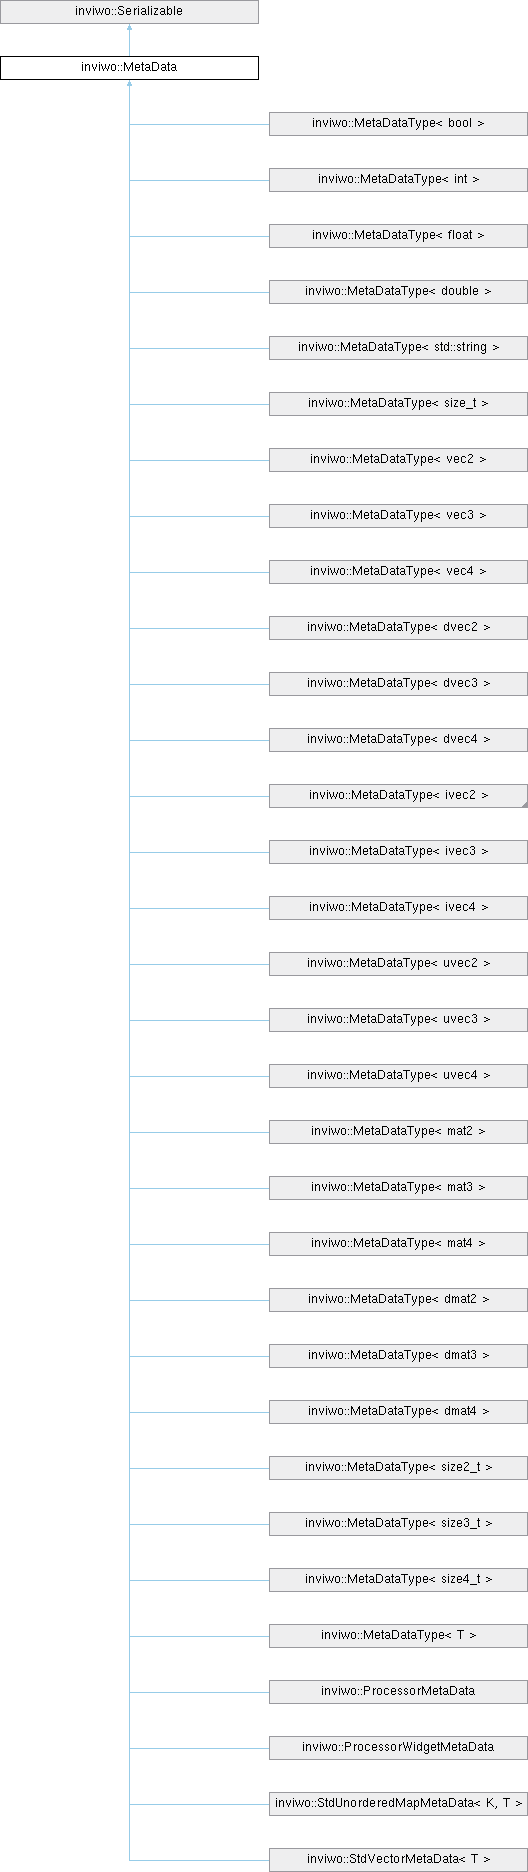 inviwo::Serializable
inviwo::MetaData
inviwo::MetaDataType< bool >
inviwo::MetaDataType< int >
inviwo::MetaDataType< float >
inviwo::MetaDataType< double >
inviwo::MetaDataType< std::string >
inviwo::MetaDataType< size_t >
inviwo::MetaDataType< vec2 >
inviwo::MetaDataType< vec3 >
inviwo::MetaDataType< vec4 >
inviwo::MetaDataType< dvec2 >
inviwo::MetaDataType< dvec3 >
inviwo::MetaDataType< dvec4 >
inviwo::MetaDataType< ivec2 >
inviwo::MetaDataType< ivec3 >
inviwo::MetaDataType< ivec4 >
inviwo::MetaDataType< uvec2 >
inviwo::MetaDataType< uvec3 >
inviwo::MetaDataType< uvec4 >
inviwo::MetaDataType< mat2 >
inviwo::MetaDataType< mat3 >
inviwo::MetaDataType< mat4 >
inviwo::MetaDataType< dmat2 >
inviwo::MetaDataType< dmat3 >
inviwo::MetaDataType< dmat4 >
inviwo::MetaDataType< size2_t >
inviwo::MetaDataType< size3_t >
inviwo::MetaDataType< size4_t >
inviwo::MetaDataType< T >
inviwo::ProcessorMetaData
inviwo::ProcessorWidgetMetaData
inviwo::StdUnorderedMapMetaData< K, T >
inviwo::StdVectorMetaData< T >